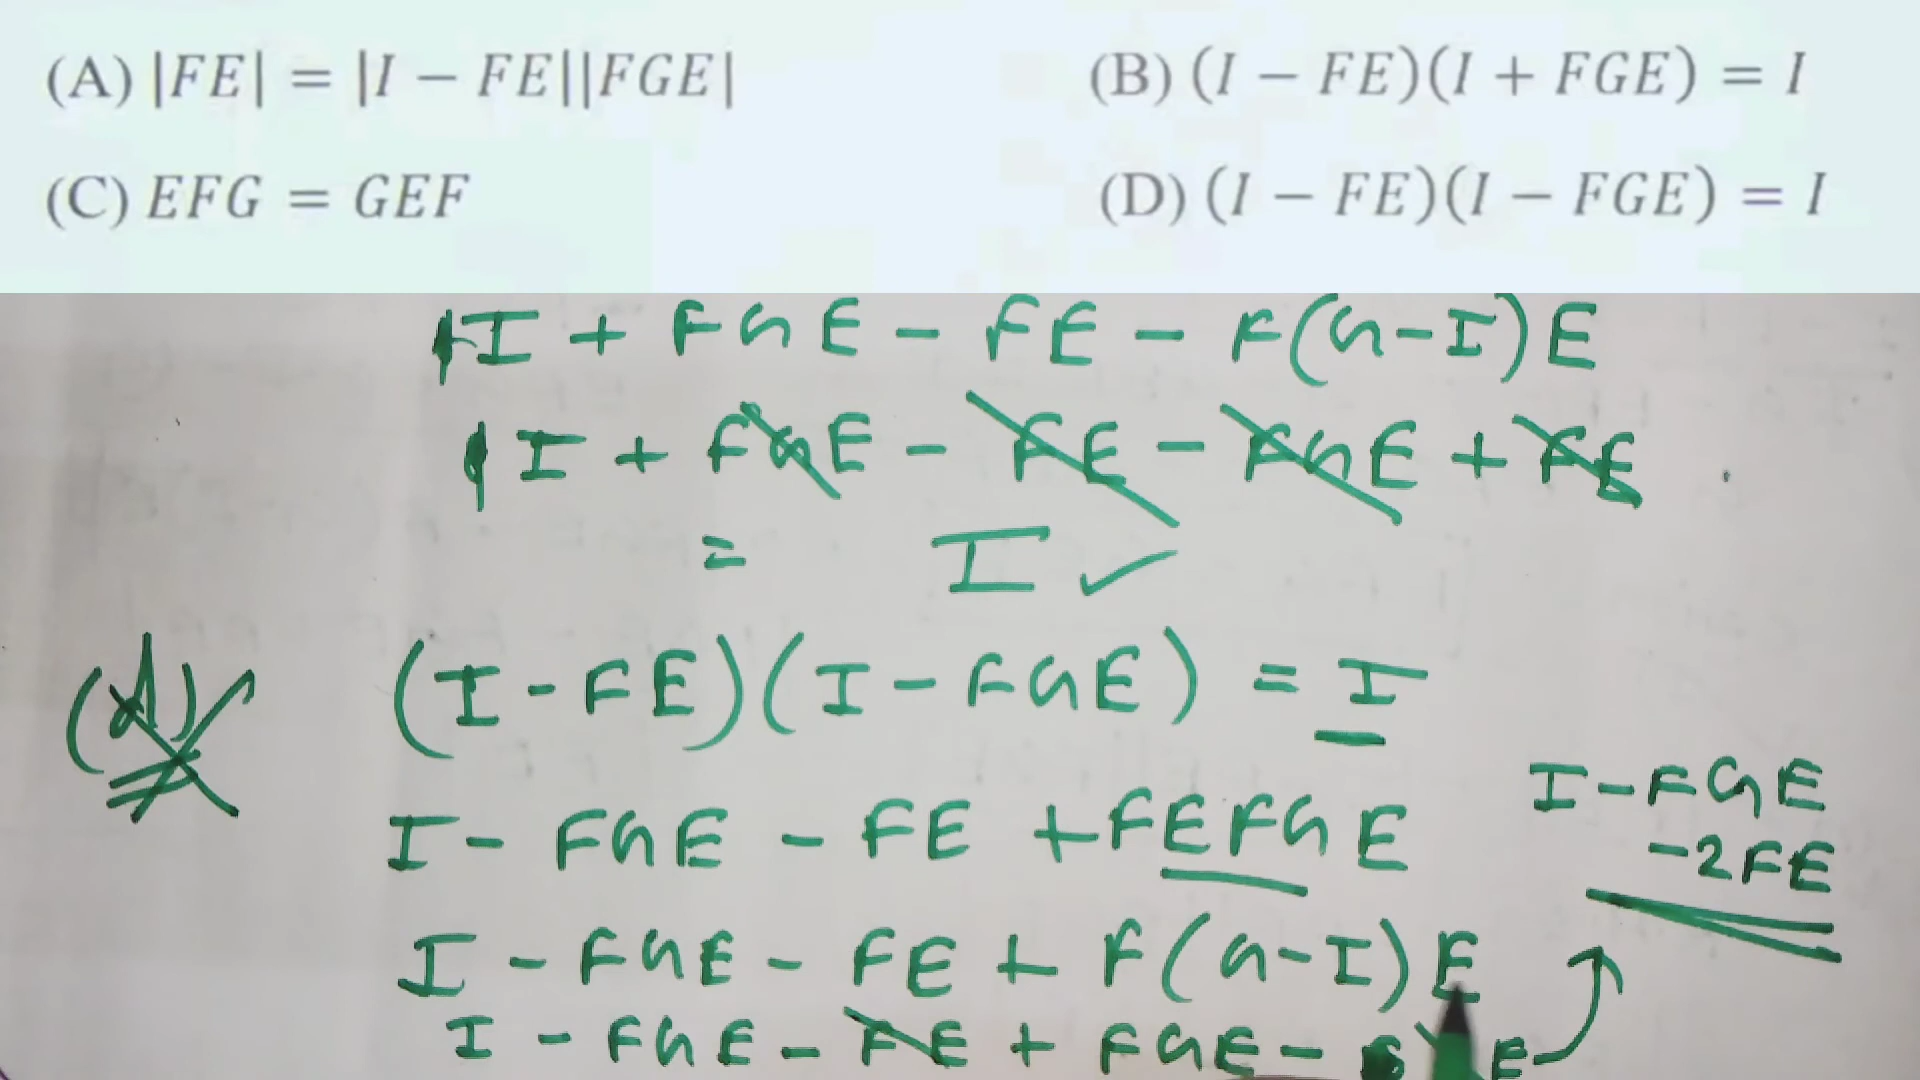 (A) |FE| = |I − FE||FGE|
(B) (I − FE)(I + FGE) = I
(C) EFG = GEF
(D) (I − FE)(I − FGE) = I
I + FGE − FE − F(G−I)E
I + FGE − FE − FGE + FE
= I ✓
(d) (I−FE)(I−FGE) = I
I − FGE − FE + FEFGE
I − FGE
−2FE
I − FGE − FE + F(G−I)E
I − FGE − FE + FGE − E